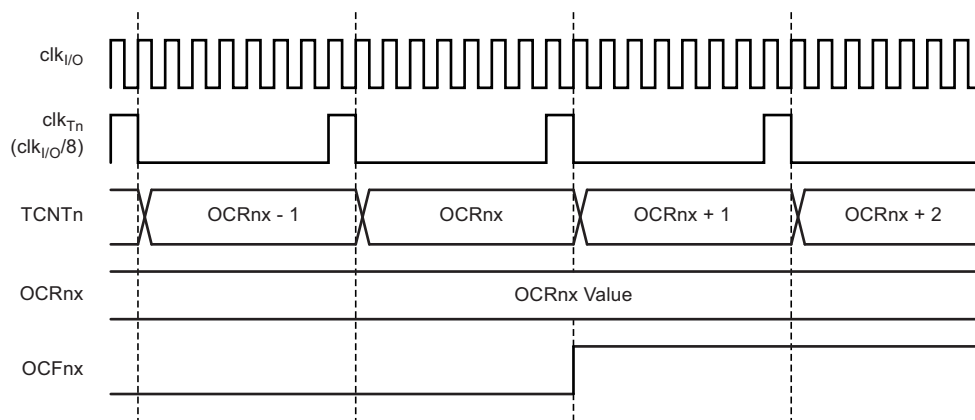 clkI/O
clkTn
(clkI/O/8)
TCNTn
OCRnx - 1
OCRnx
OCRnx + 1
OCRnx + 2
OCRnx
OCRnx Value
OCFnx